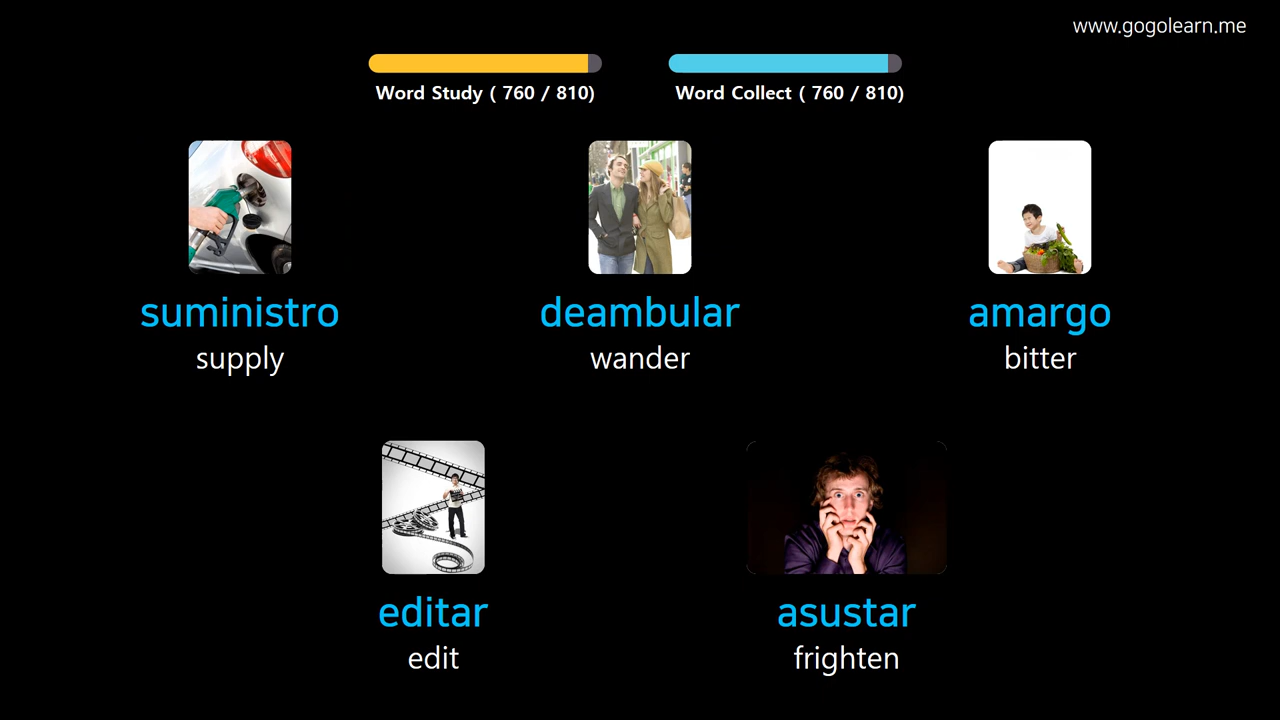 www.gogolearn.me
Word Study ( 760 / 810)
Word Collect ( 760 / 810)
suministro
supply
deambular
wander
amargo
bitter
editar
edit
asustar
frighten